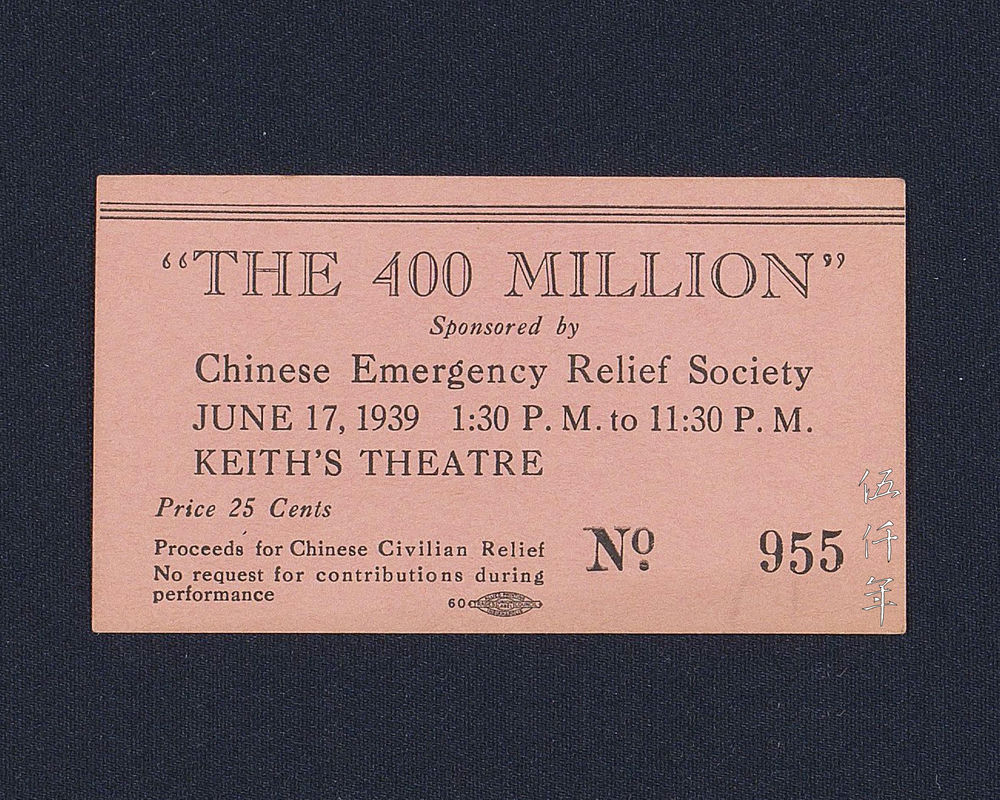 “THE 400 MILLION”
Sponsored by
Chinese Emergency Relief Society
JUNE 17, 1939 1:30 P. M. to 11:30 P. M.
KEITH'S THEATRE
Price 25 Cents
Proceeds for Chinese Civilian Relief
No request for contributions during
performance
60
Nº 955
伍仟年